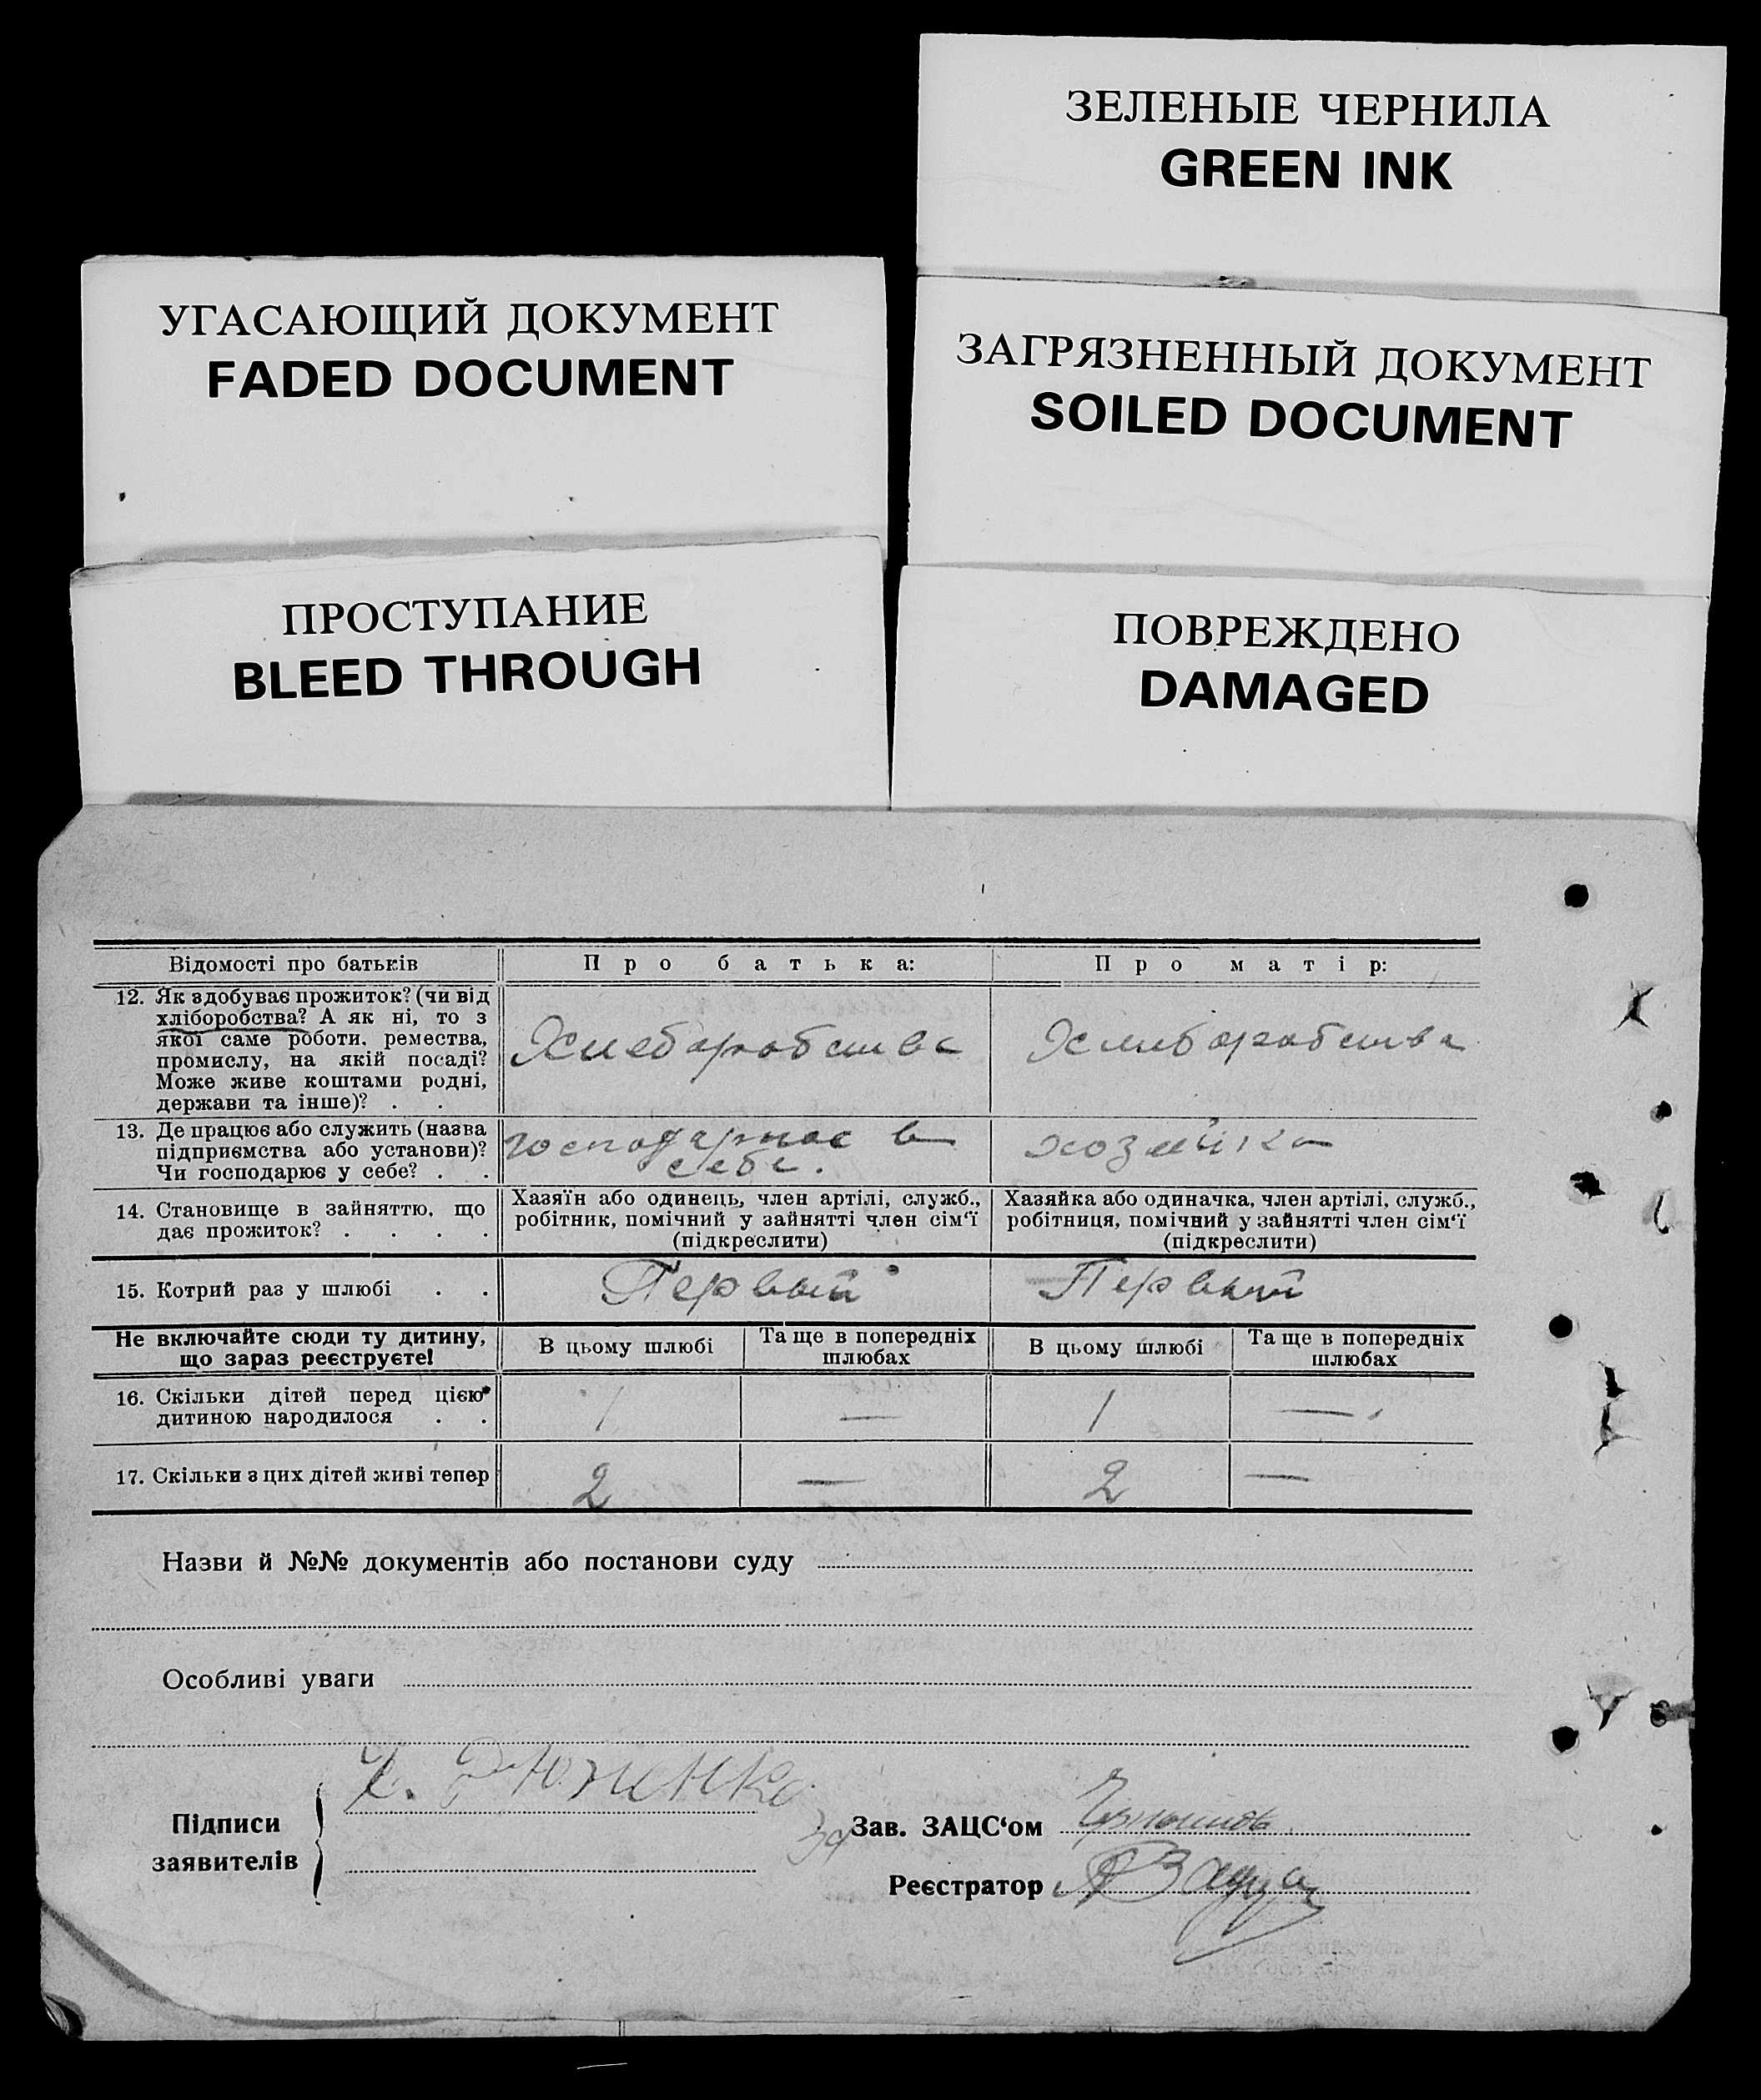 ЗЕЛЕНЫЕ ЧЕРНИЛА
GREEN INK
УГАСАЮЩИЙ ДОКУМЕНТ
FADED DOCUMENT
ЗАГРЯЗНЕННЫЙ ДОКУМЕНТ
SOILED DOCUMENT
ПРОСТУПАНИЕ
BLEED THROUGH
ПОВРЕЖДЕНО
DAMAGED
Відомості про батьків
Про батька:
Про матір:
12. Як здобуває прожиток? (чи від
хліборобства? А як ні, то з
якої саме роботи, ремества,
промислу, на якій посаді?
Може живе коштами родні,
держави та інше)? . .
Хлебаробства
Хлиборобства
13. Де працює або служить (назва
підприємства або установи)?
Чи господарює у себе? . .
господарное в
себе.
хозяйка
14. Становище в зайняттю, що
дає прожиток? . . . .
Хазяїн або одинець, член артілі, служб.,
робітник, помічний у зайнятті член сім‘ї
(підкреслити)
Хазяйка або одиначка, член артілі, служб.,
робітниця, помічний у зайнятті член сім‘ї
(підкреслити)
15. Котрий раз у шлюбі . .
Первый
Первый
Не включайте сюди ту дитину,
що зараз реєструєте!
В цьому шлюбі
Та ще в попередніх
шлюбах
В цьому шлюбі
Та ще в попередніх
шлюбах
16. Скільки дітей перед цією
дитиною народилося . .
1
—
1
—
17. Скільки з цих дітей живі тепер
2
—
2
—
Назви й №№ документів або постанови суду
Особливі уваги
Підписи
заявителів
За Зав. ЗАЦС‘ом
Реєстратор